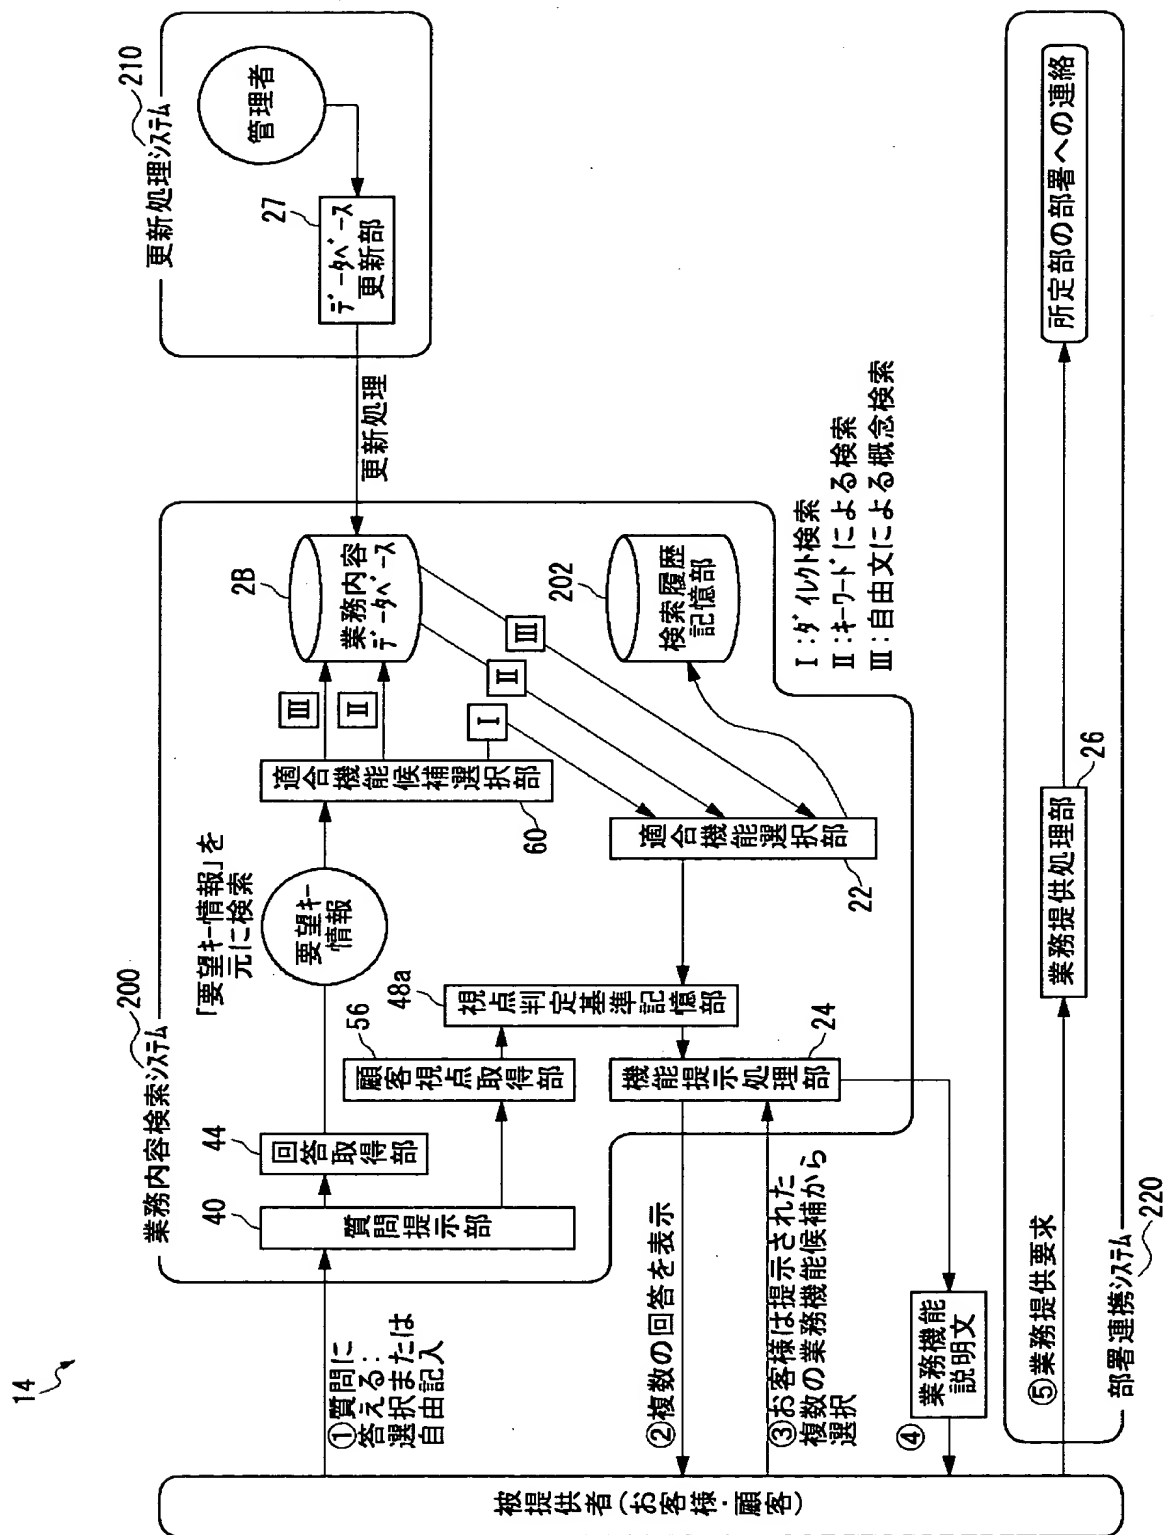 14
業務内容検索システム
200
更新処理システム
210
管理者
27
データベース
更新部
更新処理
「要望キー情報」を
元に検索
要望キー
情報
40
質問提示部
44
回答取得部
56
顧客視点取得部
48a
視点判定基準記憶部
適合機能候補選択部
60
III
II
I
2B
業務内容
データベース
II
III
202
検索履歴
記憶部
適合機能選択部
22
機能提示処理部
24
I:ダイレクト検索
II:キーワードによる検索
III:自由文による概念検索
①質問に
答える:
選択または
自由記入
②複数の回答を表示
③お客様は提示された
複数の業務機能候補から
選択
④
業務機能
説明文
⑤業務提供要求
業務提供処理部
26
所定部の部署への連絡
部署連携システム
220
被提供者(お客様・顧客)